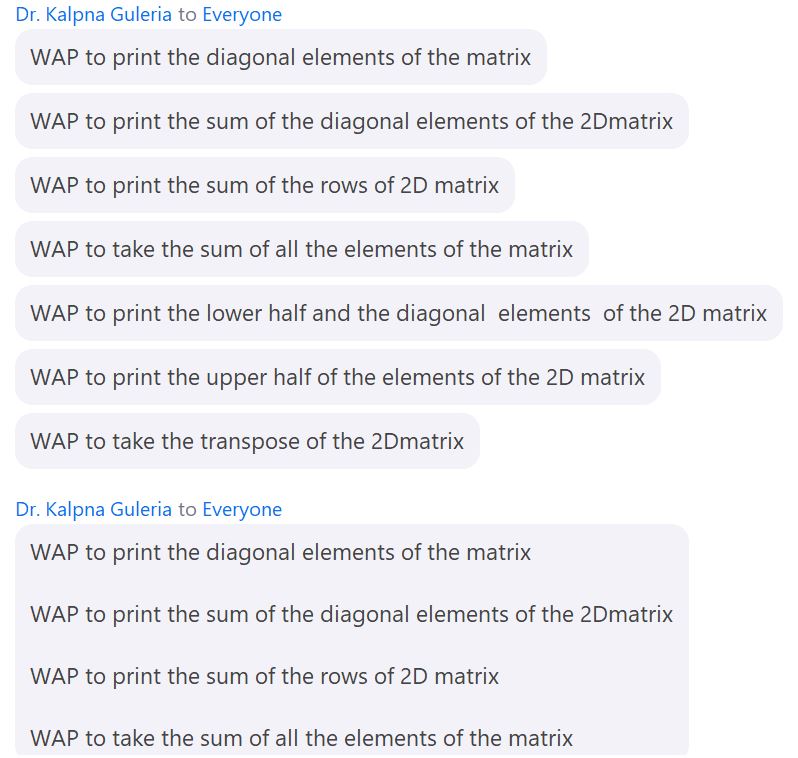 Dr. Kalpna Guleria to Everyone
WAP to print the diagonal elements of the matrix
WAP to print the sum of the diagonal elements of the 2Dmatrix
WAP to print the sum of the rows of 2D matrix
WAP to take the sum of all the elements of the matrix
WAP to print the lower half and the diagonal  elements  of the 2D matrix
WAP to print the upper half of the elements of the 2D matrix
WAP to take the transpose of the 2Dmatrix
Dr. Kalpna Guleria to Everyone
WAP to print the diagonal elements of the matrix
WAP to print the sum of the diagonal elements of the 2Dmatrix
WAP to print the sum of the rows of 2D matrix
WAP to take the sum of all the elements of the matrix